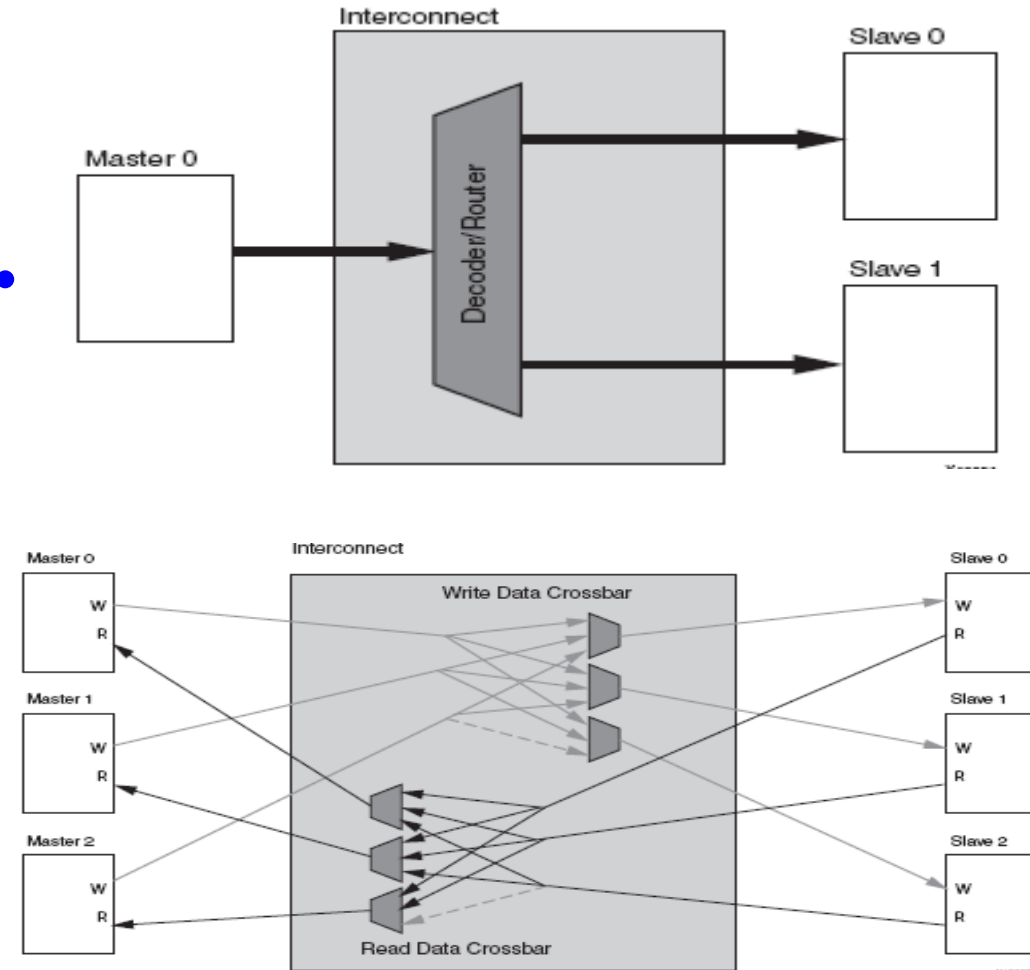 Interconnect
Slave 0
Master 0
Decoder/Router
Slave 1
Interconnect
Master 0
Slave 0
Write Data Crossbar
W
R
W
R
Master 1
Slave 1
W
R
W
R
Master 2
Slave 2
W
R
W
R
Read Data Crossbar